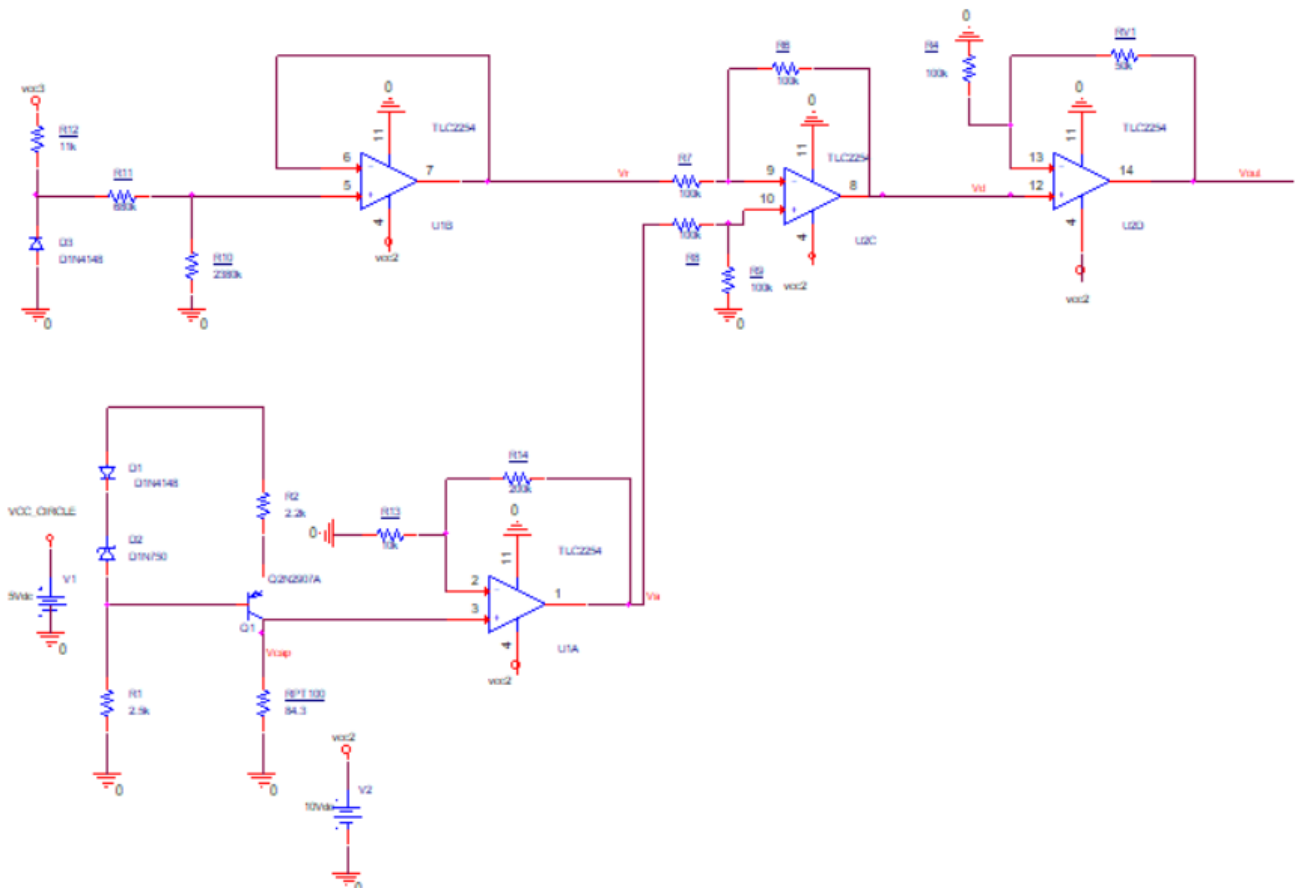 0
R4
100k
RV1
50k
0
TLC2254
11
13
12
14
Vout
4
U2D
vcc2
R6
100k
0
TLC2254
11
9
10
8
Vd
4
U2C
vcc2
R7
100k
100k
R8
R9
100k
0
0
TLC2254
11
6
5
7
Vr
4
U1B
vcc2
vcc3
R12
11k
R11
680k
D3
D1N4148
R10
2380k
0
0
D1
D1N4148
VCC_CIRCLE
D2
D1N750
V1
5Vdc
0
R2
2.2k
Q2N2907A
Q1
Vcap
R1
RPT100
84.3
0
0
R14
200k
R13
10k
0
0
TLC2254
11
2
3
1
4
U1A
vcc2
vcc2
V2
10Vdc
0